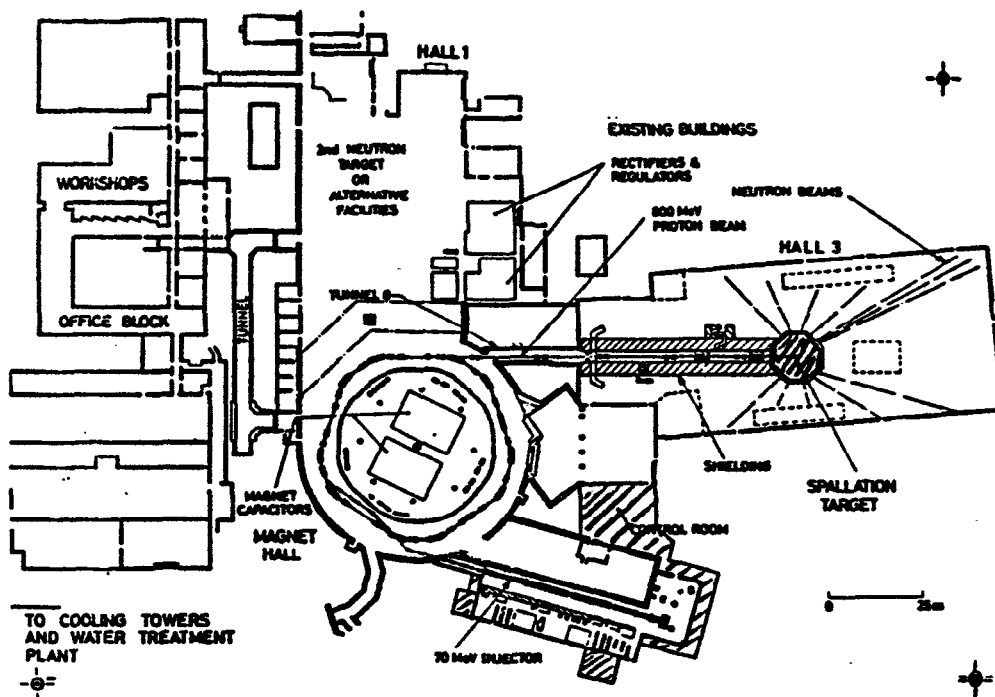 HALL 1
EXISTING BUILDINGS
2nd NEUTRON
TARGET
OR
ALTERNATIVE
FACILITIES
RECTIFIERS &
REGULATORS
NEUTRON BEAMS
WORKSHOPS
800 MeV
PROTON BEAM
HALL 3
TUNNEL
OFFICE BLOCK
TUNNEL
SHIELDING
SPALLATION
TARGET
MAGNET
CAPACITORS
MAGNET
HALL
CONTROL ROOM
TO COOLING TOWERS
AND WATER TREATMENT
PLANT
70 MeV INJECTOR
0